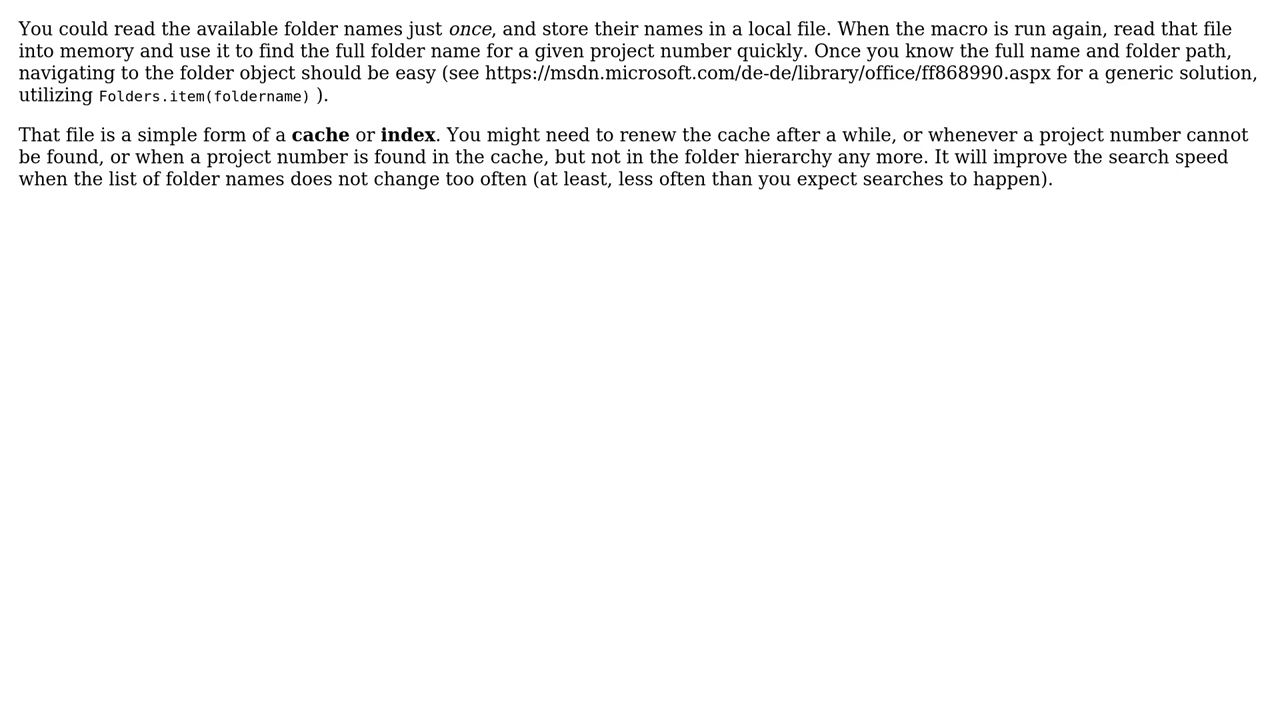 You could read the available folder names just once, and store their names in a local file. When the macro is run again, read that file
into memory and use it to find the full folder name for a given project number quickly. Once you know the full name and folder path,
navigating to the folder object should be easy (see https://msdn.microsoft.com/de-de/library/office/ff868990.aspx for a generic solution,
utilizing Folders.item(foldername) ).
That file is a simple form of a cache or index. You might need to renew the cache after a while, or whenever a project number cannot
be found, or when a project number is found in the cache, but not in the folder hierarchy any more. It will improve the search speed
when the list of folder names does not change too often (at least, less often than you expect searches to happen).